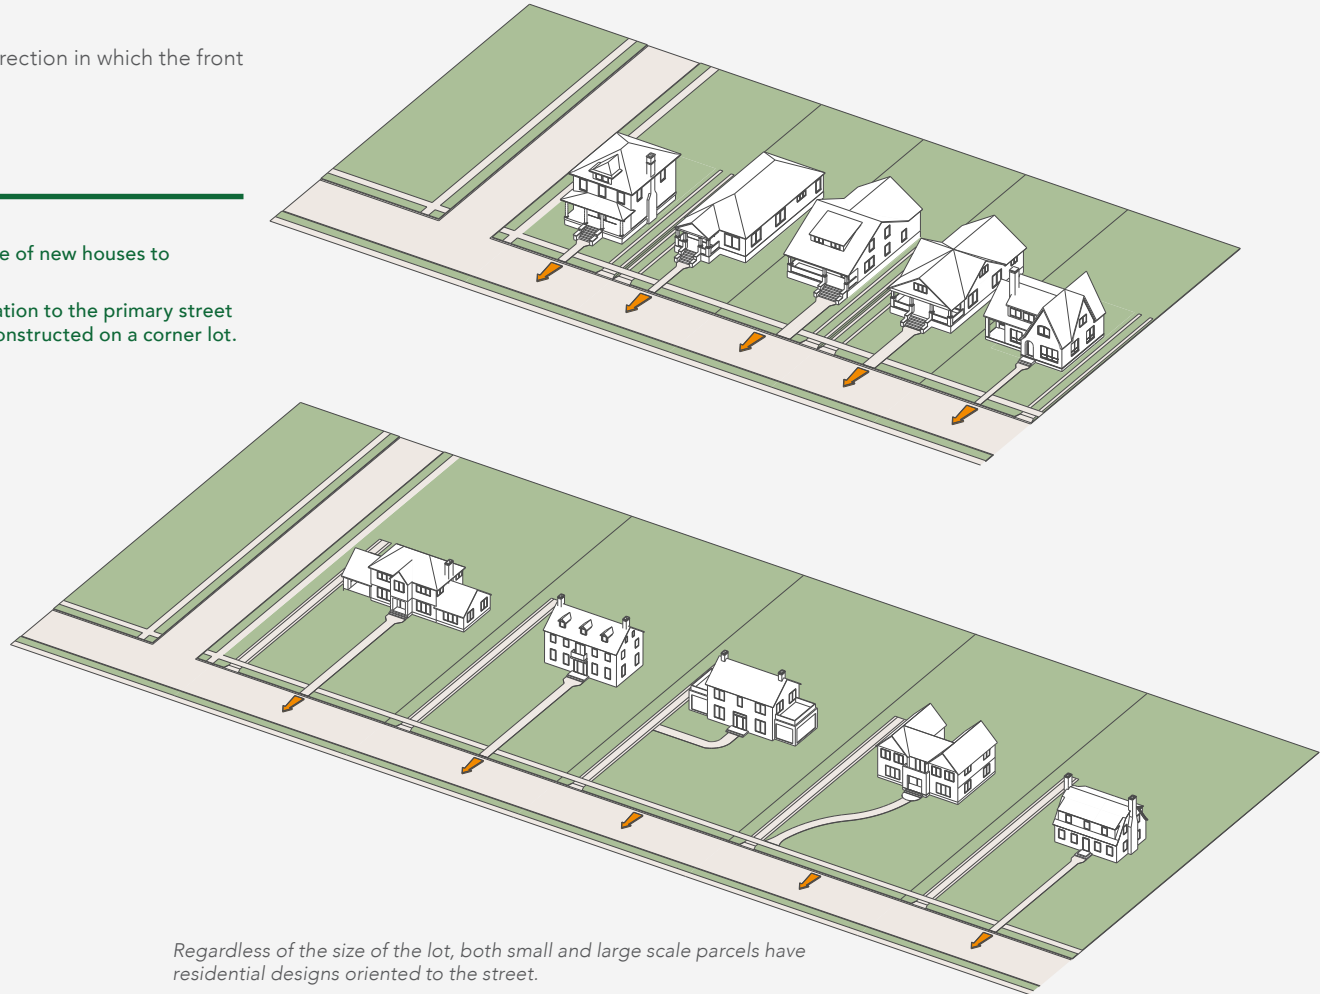 rection in which the front
e of new houses to
ation to the primary street
onstructed on a corner lot.
Regardless of the size of the lot, both small and large scale parcels have
residential designs oriented to the street.